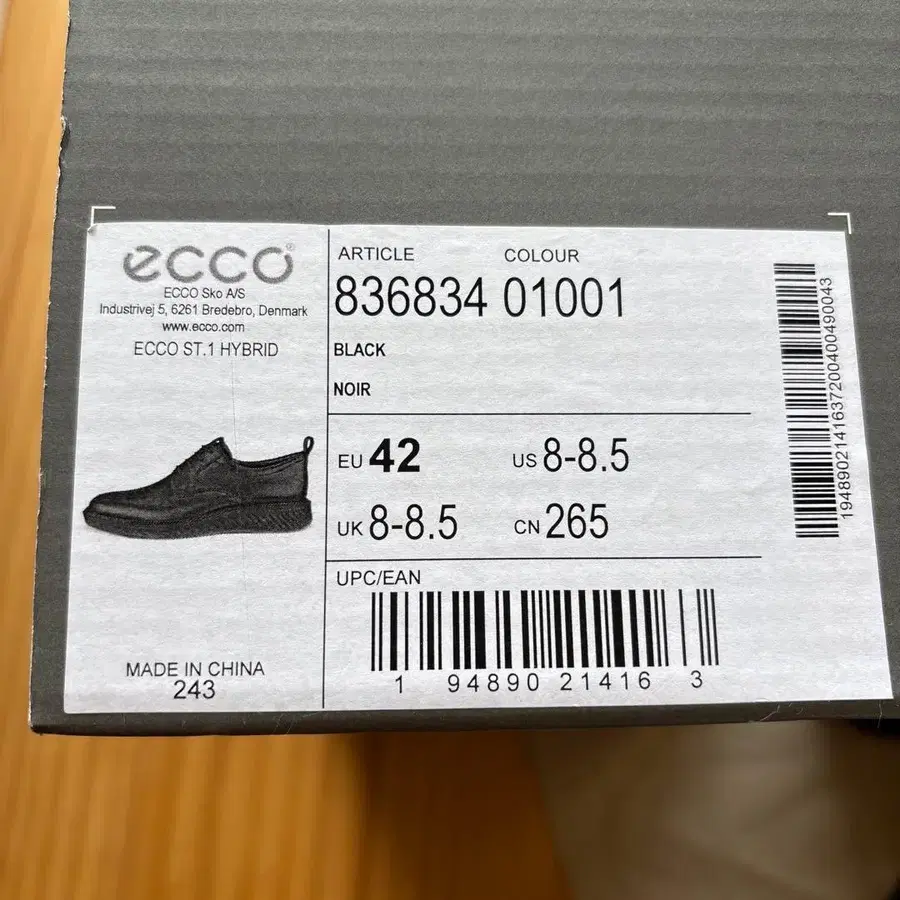 ecco®
ECCO Sko A/S
Industrivej 5, 6261 Bredebro, Denmark
www.ecco.com
ECCO ST.1 HYBRID
MADE IN CHINA
243
ARTICLE COLOUR
836834 01001
BLACK
NOIR
EU 42 US 8-8.5
UK 8-8.5 CN 265
UPC/EAN
1 94890 21416 3
19489021416372004004900​43